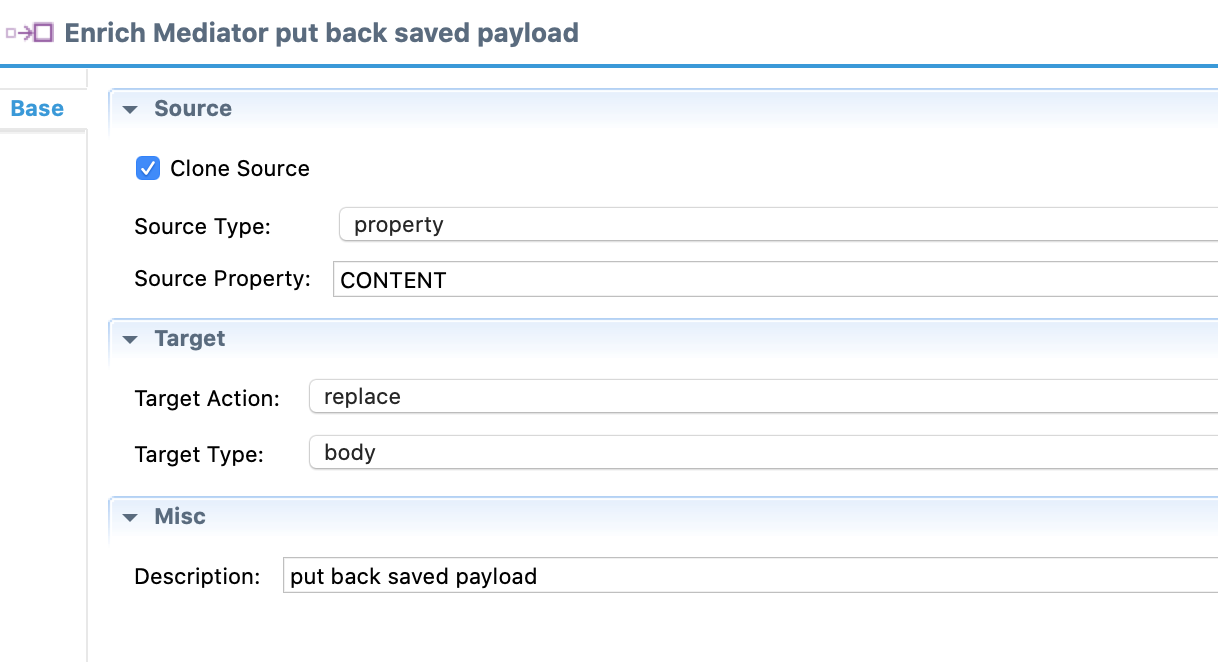 Enrich Mediator put back saved payload
Base
Source
Clone Source
Source Type: property
Source Property: CONTENT
Target
Target Action: replace
Target Type: body
Misc
Description: put back saved payload